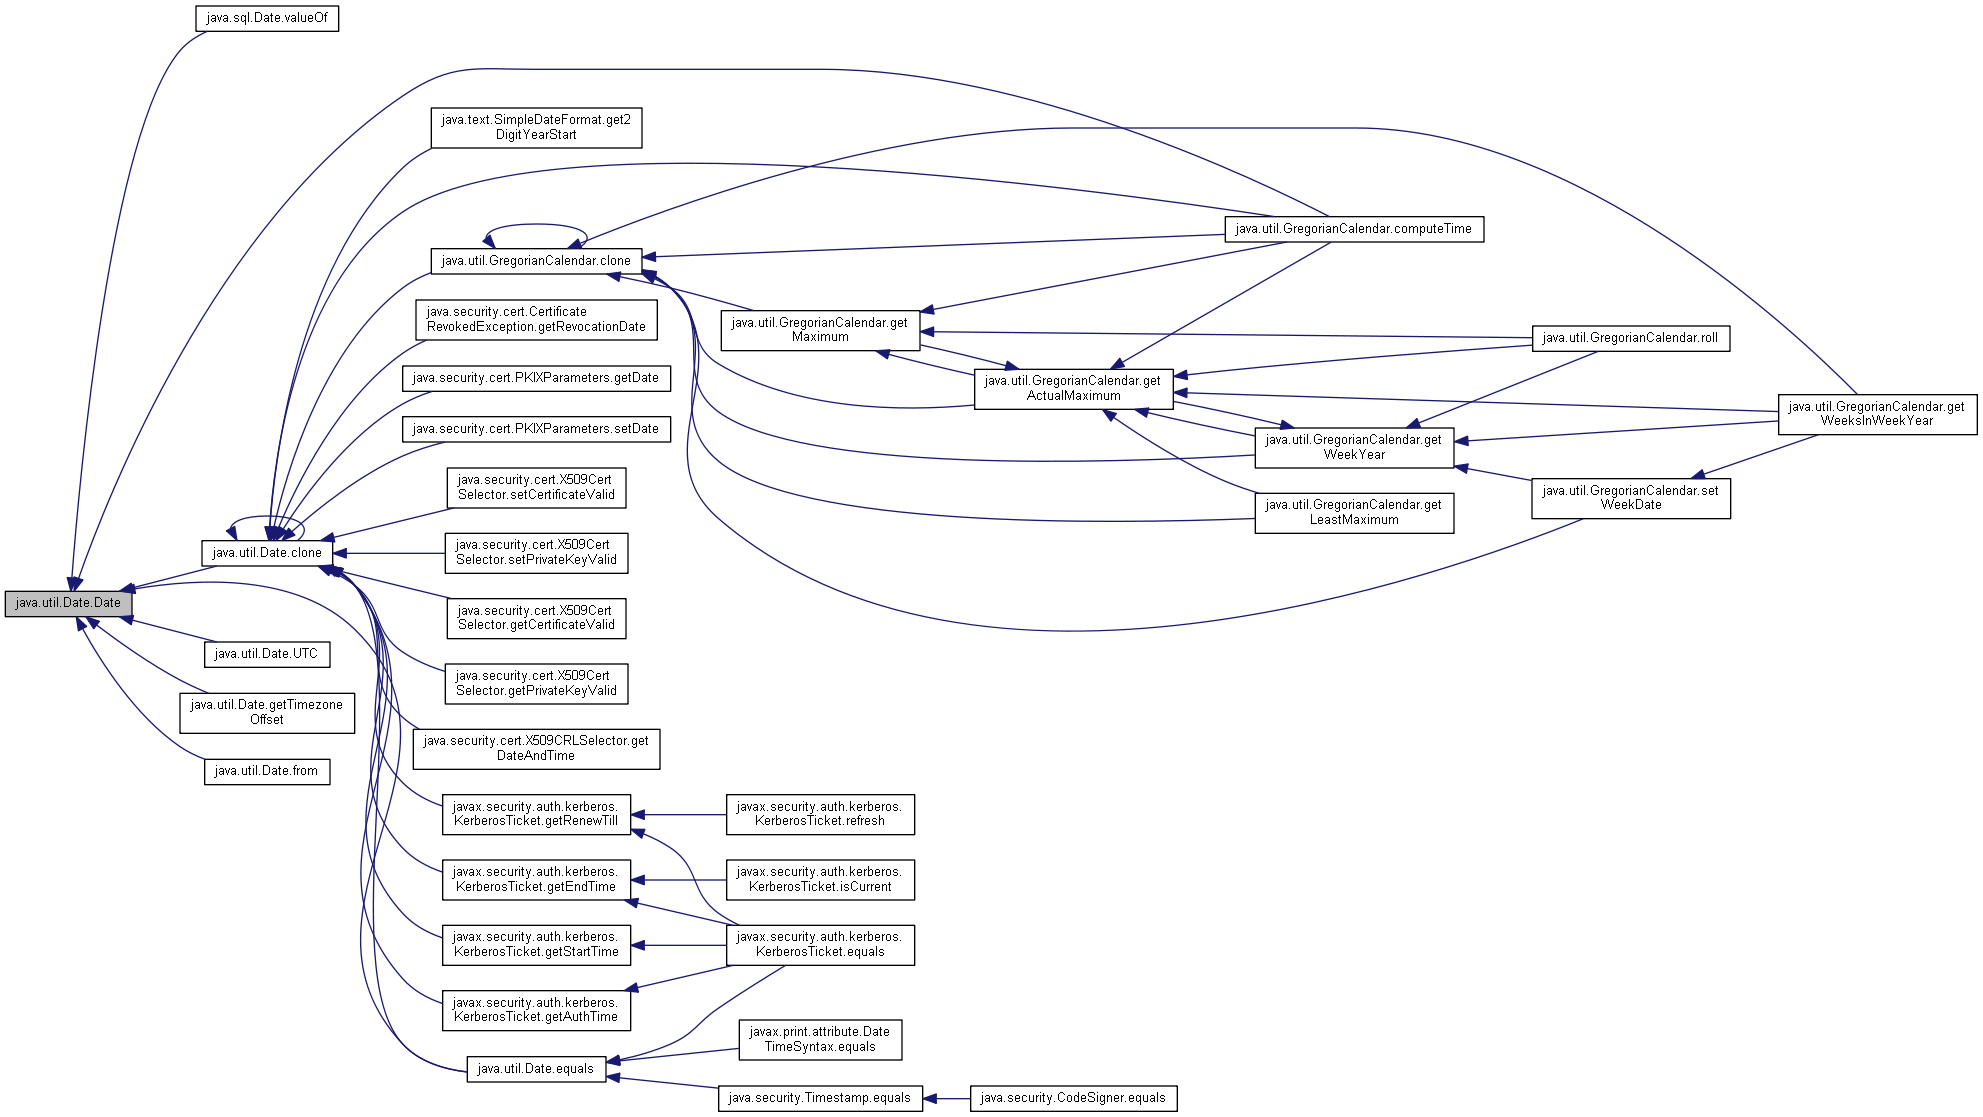 java.sql.Date.valueOf
java.text.SimpleDateFormat.get2
DigitYearStart
java.util.GregorianCalendar.computeTime
java.util.GregorianCalendar.clone
java.security.cert.Certificate
RevokedException.getRevocationDate
java.util.GregorianCalendar.get
Maximum
java.util.GregorianCalendar.roll
java.security.cert.PKIXParameters.getDate
java.util.GregorianCalendar.get
ActualMaximum
java.util.GregorianCalendar.get
WeeksInWeekYear
java.security.cert.PKIXParameters.setDate
java.util.GregorianCalendar.get
WeekYear
java.security.cert.X509Cert
Selector.setCertificateValid
java.util.GregorianCalendar.get
LeastMaximum
java.util.GregorianCalendar.set
WeekDate
java.util.Date.clone
java.security.cert.X509Cert
Selector.setPrivateKeyValid
java.util.Date.Date
java.security.cert.X509Cert
Selector.getCertificateValid
java.util.Date.UTC
java.security.cert.X509Cert
Selector.getPrivateKeyValid
java.util.Date.getTimezone
Offset
java.security.cert.X509CRLSelector.get
DateAndTime
java.util.Date.from
javax.security.auth.kerberos.
KerberosTicket.getRenewTill
javax.security.auth.kerberos.
KerberosTicket.refresh
javax.security.auth.kerberos.
KerberosTicket.getEndTime
javax.security.auth.kerberos.
KerberosTicket.isCurrent
javax.security.auth.kerberos.
KerberosTicket.getStartTime
javax.security.auth.kerberos.
KerberosTicket.equals
javax.security.auth.kerberos.
KerberosTicket.getAuthTime
javax.print.attribute.Date
TimeSyntax.equals
java.util.Date.equals
java.security.Timestamp.equals
java.security.CodeSigner.equals